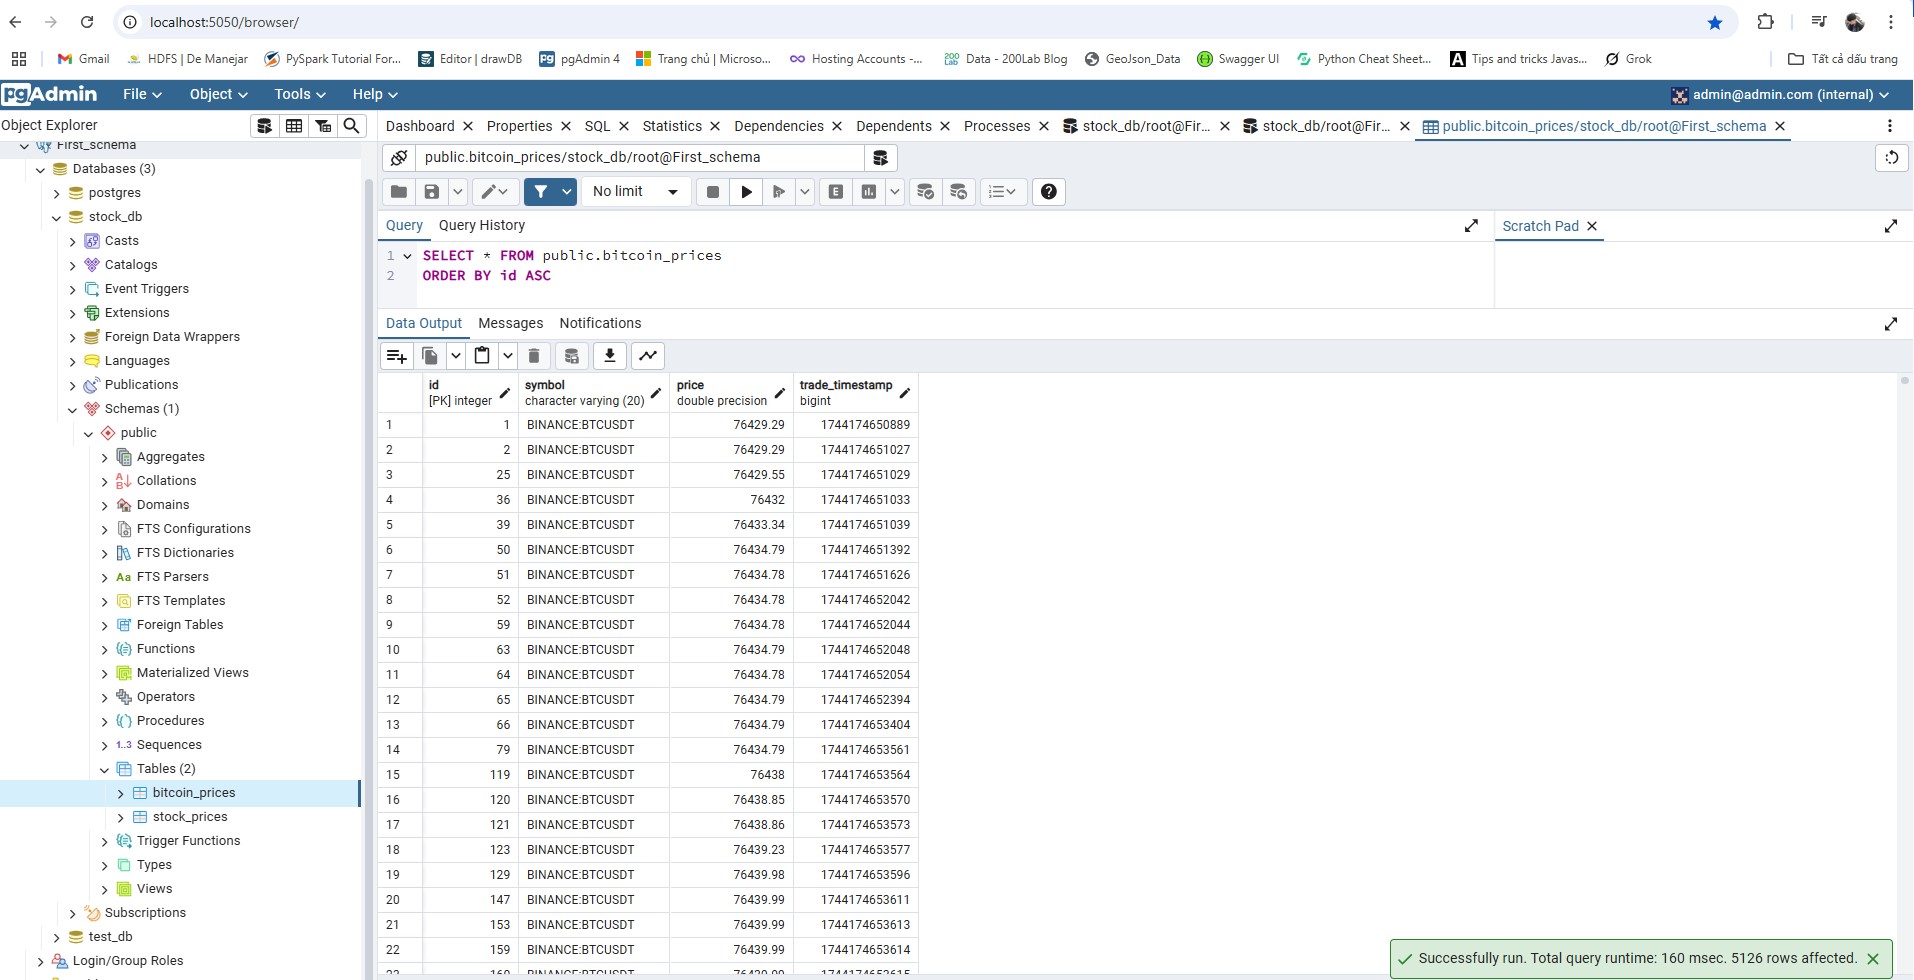 localhost:5050/browser/
Gmail
HDFS | De Manejar
PySpark Tutorial For...
Editor | drawDB
pgAdmin 4
Trang chủ | Microso...
Hosting Accounts -...
Data - 200Lab Blog
GeoJson_Data
Swagger UI
Python Cheat Sheet...
Tips and tricks Javas...
Grok
Tất cả dấu trang
pgAdmin File Object Tools Help admin@admin.com (internal)
Object Explorer
First_schema
Databases (3)
postgres
stock_db
Casts
Catalogs
Event Triggers
Extensions
Foreign Data Wrappers
Languages
Publications
Schemas (1)
public
Aggregates
Collations
Domains
FTS Configurations
FTS Dictionaries
Aa FTS Parsers
FTS Templates
Foreign Tables
Functions
Materialized Views
Operators
Procedures
1..3 Sequences
Tables (2)
bitcoin_prices
stock_prices
Trigger Functions
Types
Views
Subscriptions
test_db
Login/Group Roles
Dashboard Properties SQL Statistics Dependencies Dependents Processes stock_db/root@Fir... stock_db/root@Fir... public.bitcoin_prices/stock_db/root@First_schema
public.bitcoin_prices/stock_db/root@First_schema
No limit
E
Query Query History
Scratch Pad
1 SELECT * FROM public.bitcoin_prices
2 ORDER BY id ASC
Data Output Messages Notifications
id symbol price trade_timestamp
[PK] integer character varying (20) double precision bigint
1 1 BINANCE:BTCUSDT 76429.29 1744174650889
2 2 BINANCE:BTCUSDT 76429.29 1744174651027
3 25 BINANCE:BTCUSDT 76429.55 1744174651029
4 36 BINANCE:BTCUSDT 76432 1744174651033
5 39 BINANCE:BTCUSDT 76433.34 1744174651039
6 50 BINANCE:BTCUSDT 76434.79 1744174651392
7 51 BINANCE:BTCUSDT 76434.78 1744174651626
8 52 BINANCE:BTCUSDT 76434.78 1744174652042
9 59 BINANCE:BTCUSDT 76434.78 1744174652044
10 63 BINANCE:BTCUSDT 76434.79 1744174652048
11 64 BINANCE:BTCUSDT 76434.78 1744174652054
12 65 BINANCE:BTCUSDT 76434.79 1744174652394
13 66 BINANCE:BTCUSDT 76434.79 1744174653404
14 79 BINANCE:BTCUSDT 76434.79 1744174653561
15 119 BINANCE:BTCUSDT 76438 1744174653564
16 120 BINANCE:BTCUSDT 76438.85 1744174653570
17 121 BINANCE:BTCUSDT 76438.86 1744174653573
18 123 BINANCE:BTCUSDT 76439.23 1744174653577
19 129 BINANCE:BTCUSDT 76439.98 1744174653596
20 147 BINANCE:BTCUSDT 76439.99 1744174653611
21 153 BINANCE:BTCUSDT 76439.99 1744174653613
22 159 BINANCE:BTCUSDT 76439.99 1744174653614
Successfully run. Total query runtime: 160 msec. 5126 rows affected.